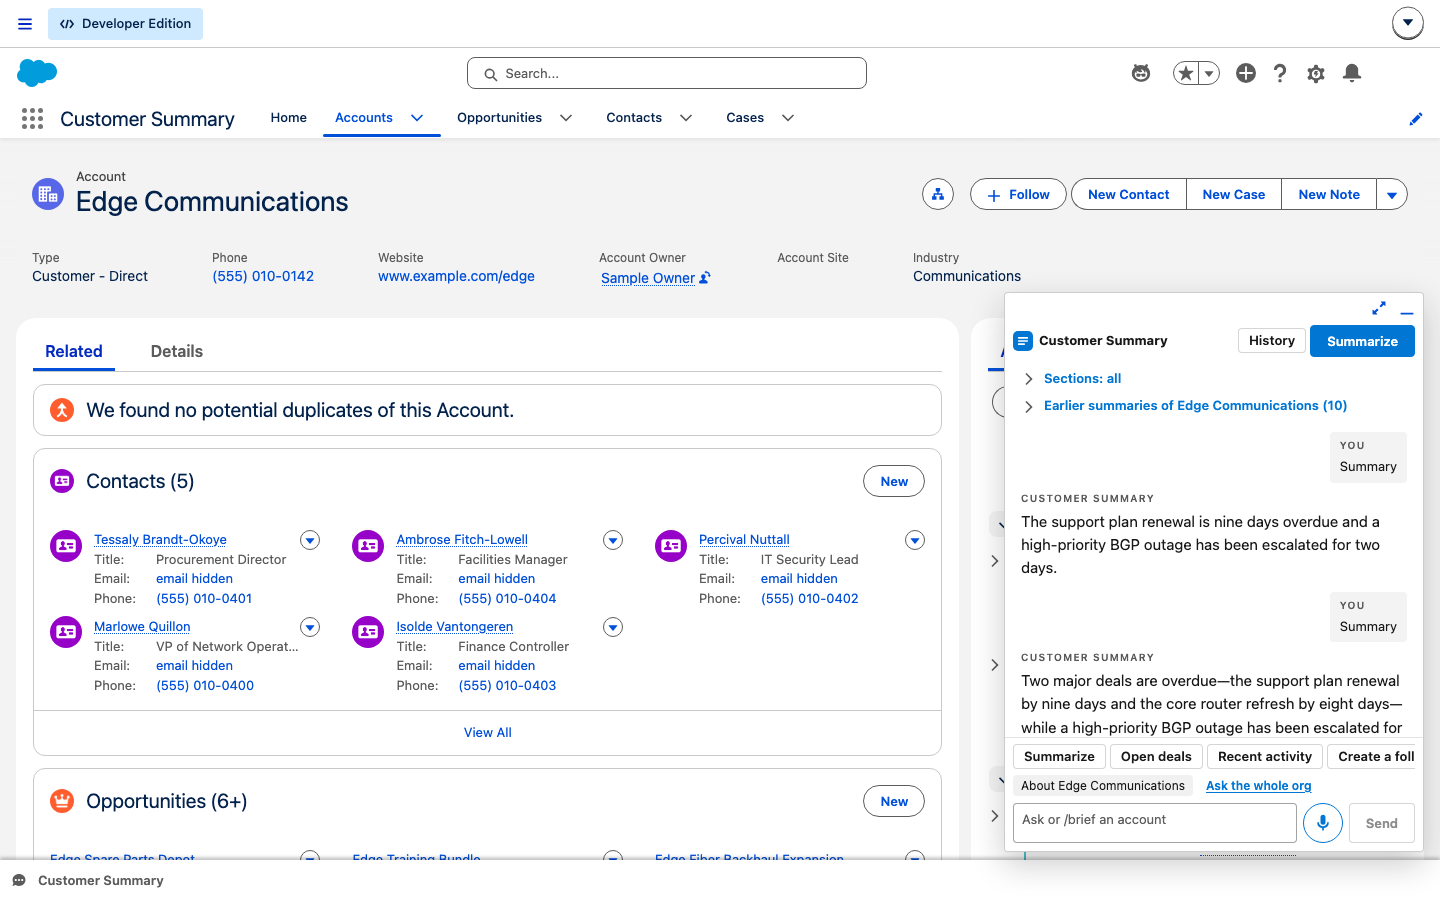 Developer Edition
Search...
Customer Summary
Home
Accounts
Opportunities
Contacts
Cases
Account
Edge Communications
Follow
New Contact
New Case
New Note
Type
Customer - Direct
Phone
(555) 010-0142
Website
www.example.com/edge
Account Owner
Sample Owner
Account Site
Industry
Communications
Related
Details
We found no potential duplicates of this Account.
Contacts (5)
New
Tessaly Brandt-Okoye
Title: Procurement Director
Email: email hidden
Phone: (555) 010-0401
Ambrose Fitch-Lowell
Title: Facilities Manager
Email: email hidden
Phone: (555) 010-0404
Percival Nuttall
Title: IT Security Lead
Email: email hidden
Phone: (555) 010-0402
Marlowe Quillon
Title: VP of Network Operat...
Email: email hidden
Phone: (555) 010-0400
Isolde Vantongeren
Title: Finance Controller
Email: email hidden
Phone: (555) 010-0403
View All
Opportunities (6+)
New
Edge Spare Parts Depot
Edge Training Bundle
Edge Fiber Backhaul Expansion
Customer Summary
History
Summarize
Sections: all
Earlier summaries of Edge Communications (10)
YOU
Summary
CUSTOMER SUMMARY
The support plan renewal is nine days overdue and a
high-priority BGP outage has been escalated for two
days.
YOU
Summary
CUSTOMER SUMMARY
Two major deals are overdue—the support plan renewal
by nine days and the core router refresh by eight days—
while a high-priority BGP outage has been escalated for
Summarize
Open deals
Recent activity
Create a foll
About Edge Communications
Ask the whole org
Ask or /brief an account
Send
Customer Summary